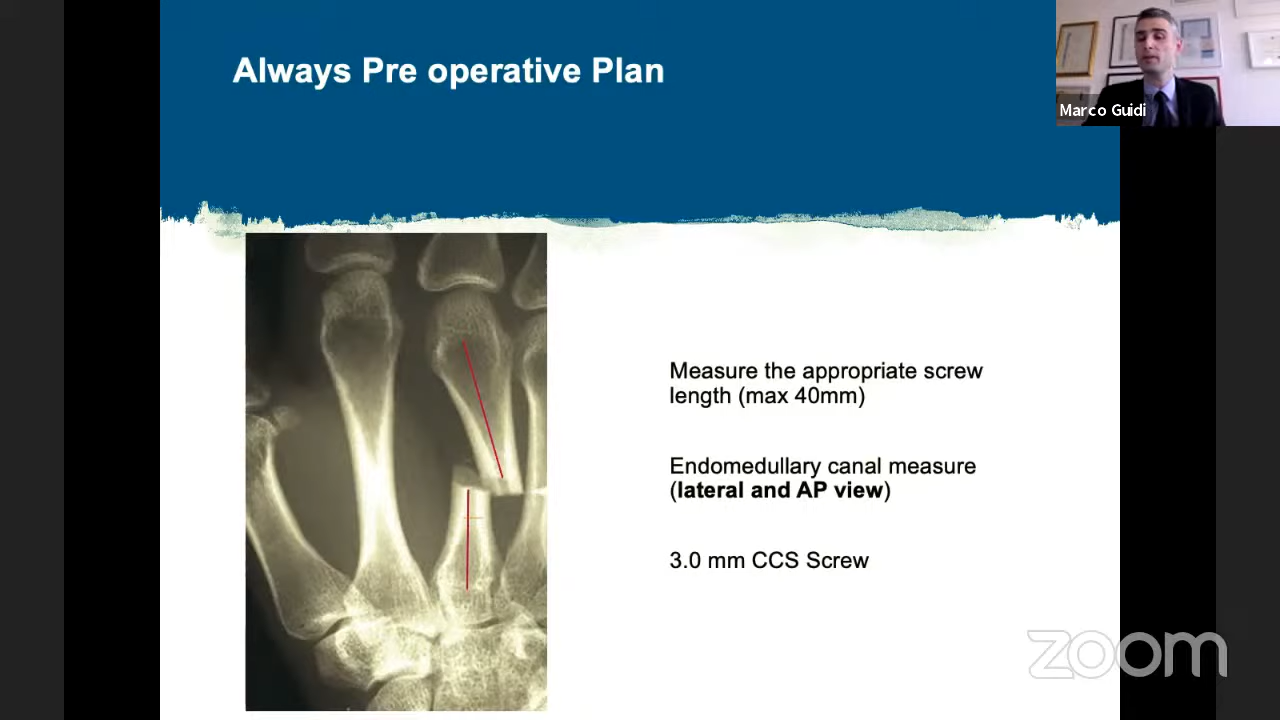 Always Pre operative Plan
Marco Guidi
Measure the appropriate screw
length (max 40mm)
Endomedullary canal measure
(lateral and AP view)
3.0 mm CCS Screw
zoom